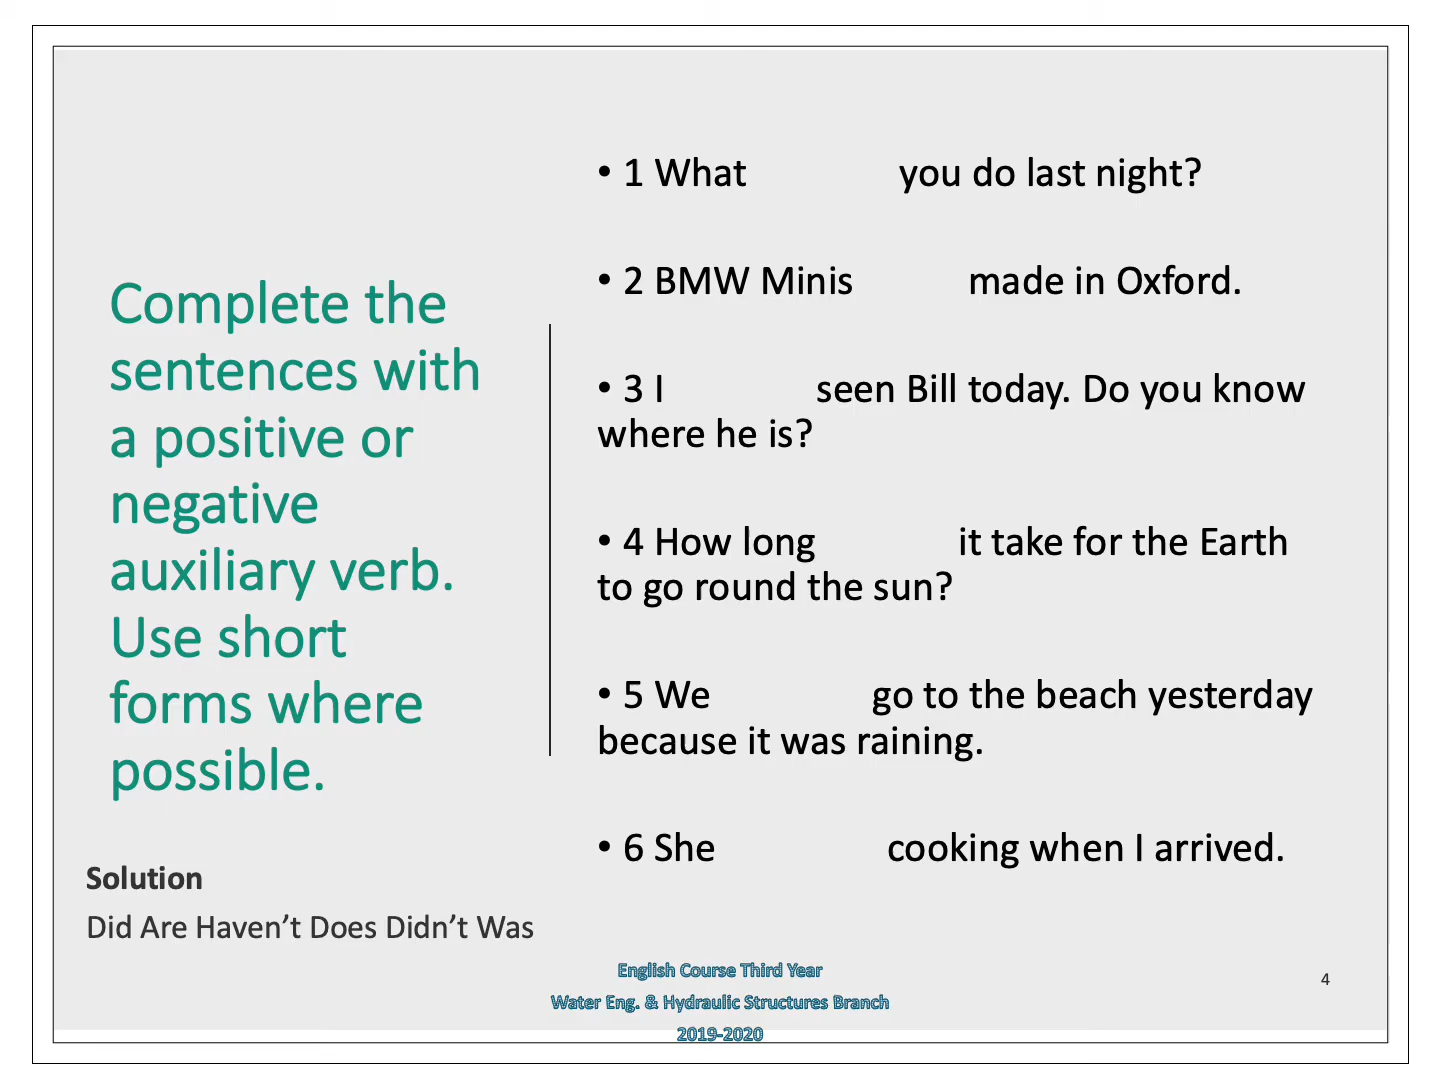 Complete the
sentences with
a positive or
negative
auxiliary verb.
Use short
forms where
possible.
Solution
Did Are Haven’t Does Didn’t Was
• 1 What you do last night?
• 2 BMW Minis made in Oxford.
• 3 I seen Bill today. Do you know
where he is?
• 4 How long it take for the Earth
to go round the sun?
• 5 We go to the beach yesterday
because it was raining.
• 6 She cooking when I arrived.
English Course Third Year
Water Eng. & Hydraulic Structures Branch
2019-2020
4